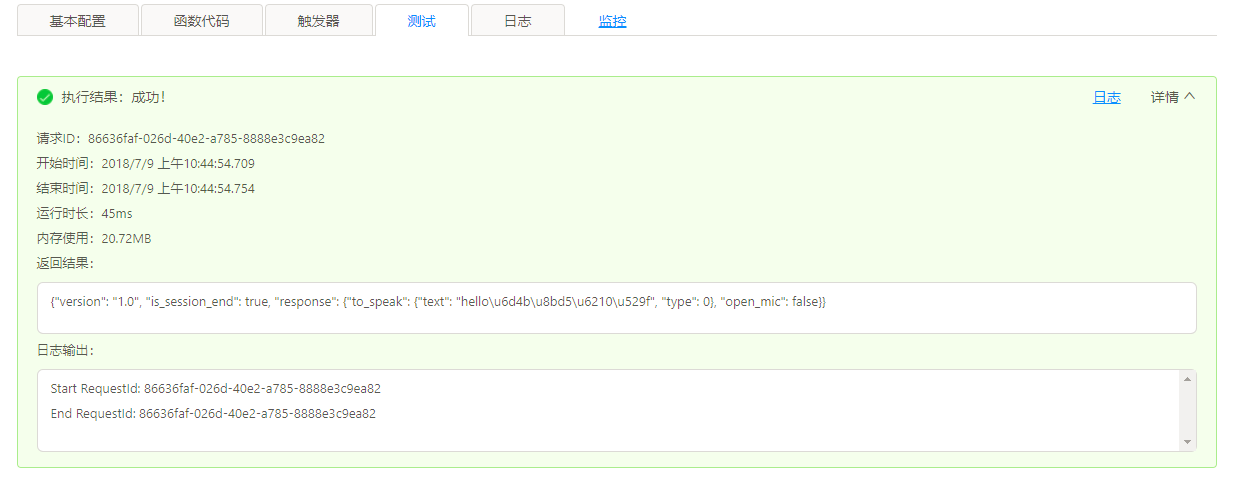 基本配置 函数代码 触发器 测试 日志 监控
执行结果：成功！ 日志 详情
请求ID：86636faf-026d-40e2-a785-8888e3c9ea82
开始时间：2018/7/9 上午10:44:54.709
结束时间：2018/7/9 上午10:44:54.754
运行时长：45ms
内存使用：20.72MB
返回结果：
{"version": "1.0", "is_session_end": true, "response": {"to_speak": {"text": "hello\u6d4b\u8bd5\u6210\u529f", "type": 0}, "open_mic": false}}
日志输出：
Start RequestId: 86636faf-026d-40e2-a785-8888e3c9ea82
End RequestId: 86636faf-026d-40e2-a785-8888e3c9ea82